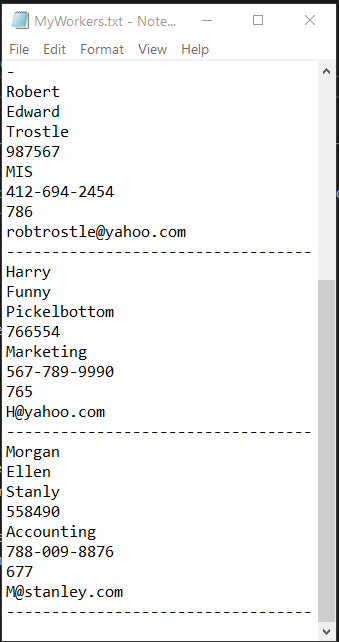 MyWorkers.txt - Note...
File Edit Format View Help
-
Robert
Edward
Trostle
987567
MIS
412-694-2454
786
robtrostle@yahoo.com
----------------------------------
Harry
Funny
Pickelbottom
766554
Marketing
567-789-9990
765
H@yahoo.com
----------------------------------
Morgan
Ellen
Stanly
558490
Accounting
788-009-8876
677
M@stanley.com
----------------------------------